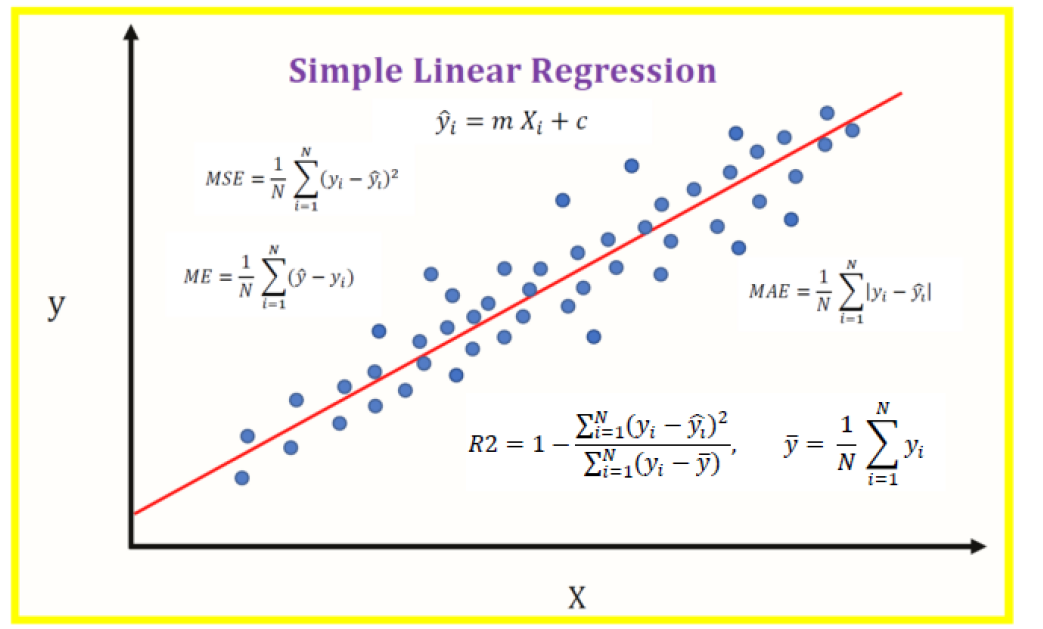 Simple Linear Regression
ŷᵢ = m Xᵢ + c
MSE = 1/N ∑ᵢ₌₁ᴺ (yᵢ − ŷᵢ)²
ME = 1/N ∑ᵢ₌₁ᴺ (ŷ − yᵢ)
MAE = 1/N ∑ᵢ₌₁ᴺ |yᵢ − ŷᵢ|
y
R2 = 1 − ∑ᵢ₌₁ᴺ(yᵢ − ŷᵢ)² / ∑ᵢ₌₁ᴺ(yᵢ − ȳ), ȳ = 1/N ∑ᵢ₌₁ᴺ yᵢ
X